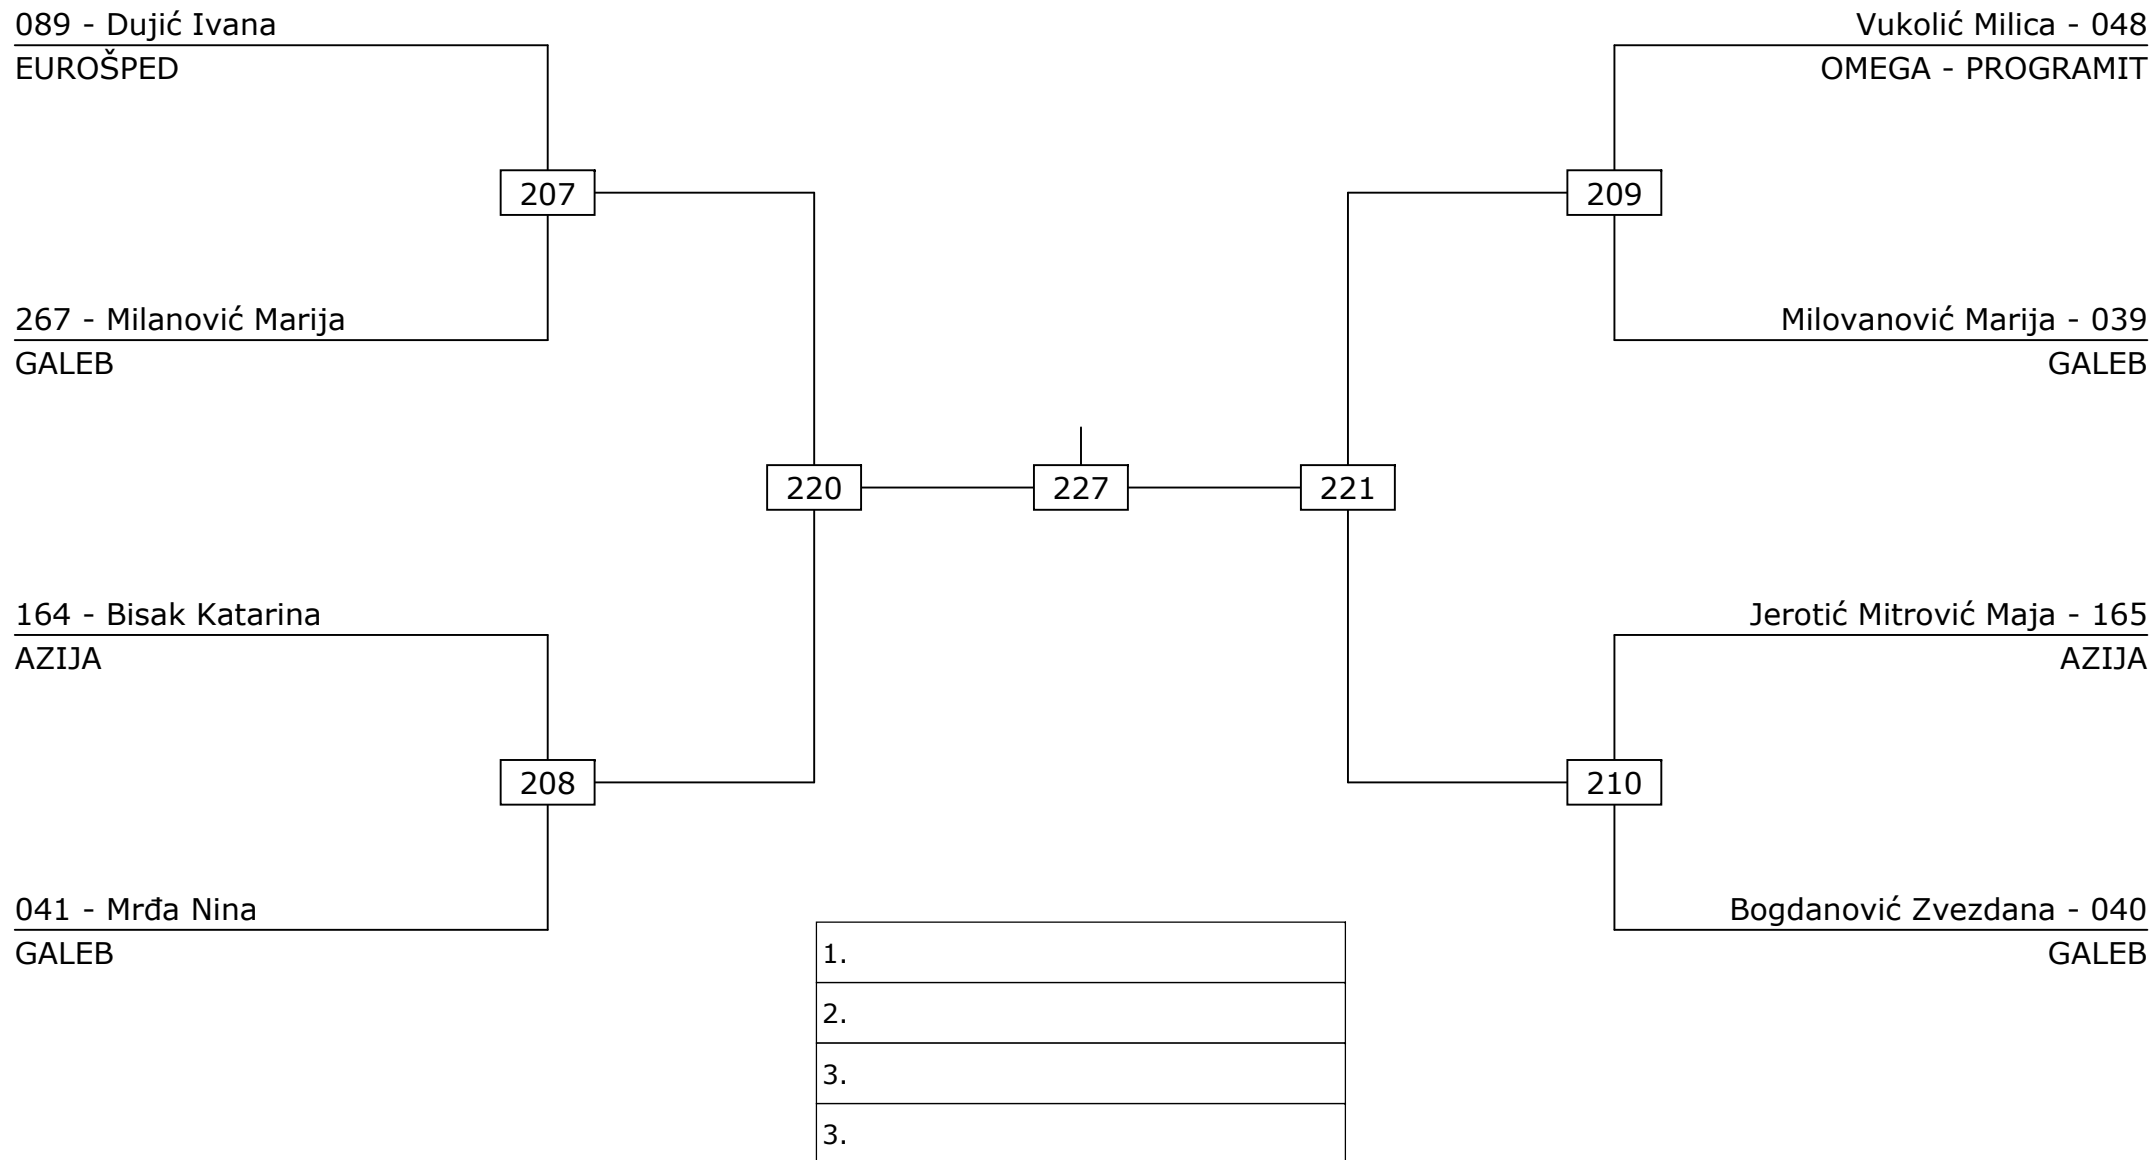 089 - Dujić Ivana
EUROŠPED
207
267 - Milanović Marija
GALEB
164 - Bisak Katarina
AZIJA
208
041 - Mrđa Nina
GALEB
220
227
221
Vukolić Milica - 048
OMEGA - PROGRAMIT
209
Milovanović Marija - 039
GALEB
Jerotić Mitrović Maja - 165
AZIJA
210
Bogdanović Zvezdana - 040
GALEB
1.
2.
3.
3.